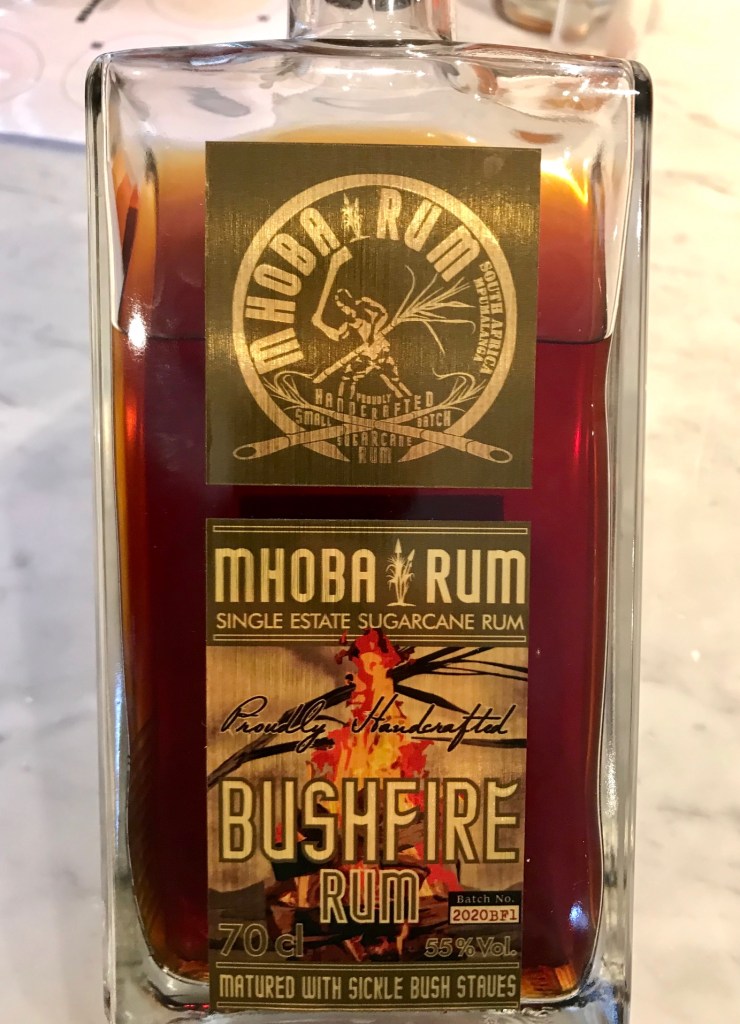 MHOBA RUM
SOUTH AFRICA
MPUMALANGA
PROUDLY
HANDCRAFTED
SMALL BATCH
SUGARCANE
RUM
MHOBA RUM
SINGLE ESTATE SUGARCANE RUM
Proudly Handcrafted
BUSHFIRE
RUM
Batch No.
2020BF1
70 cl
55% Vol.
MATURED WITH SICKLE BUSH STAVES